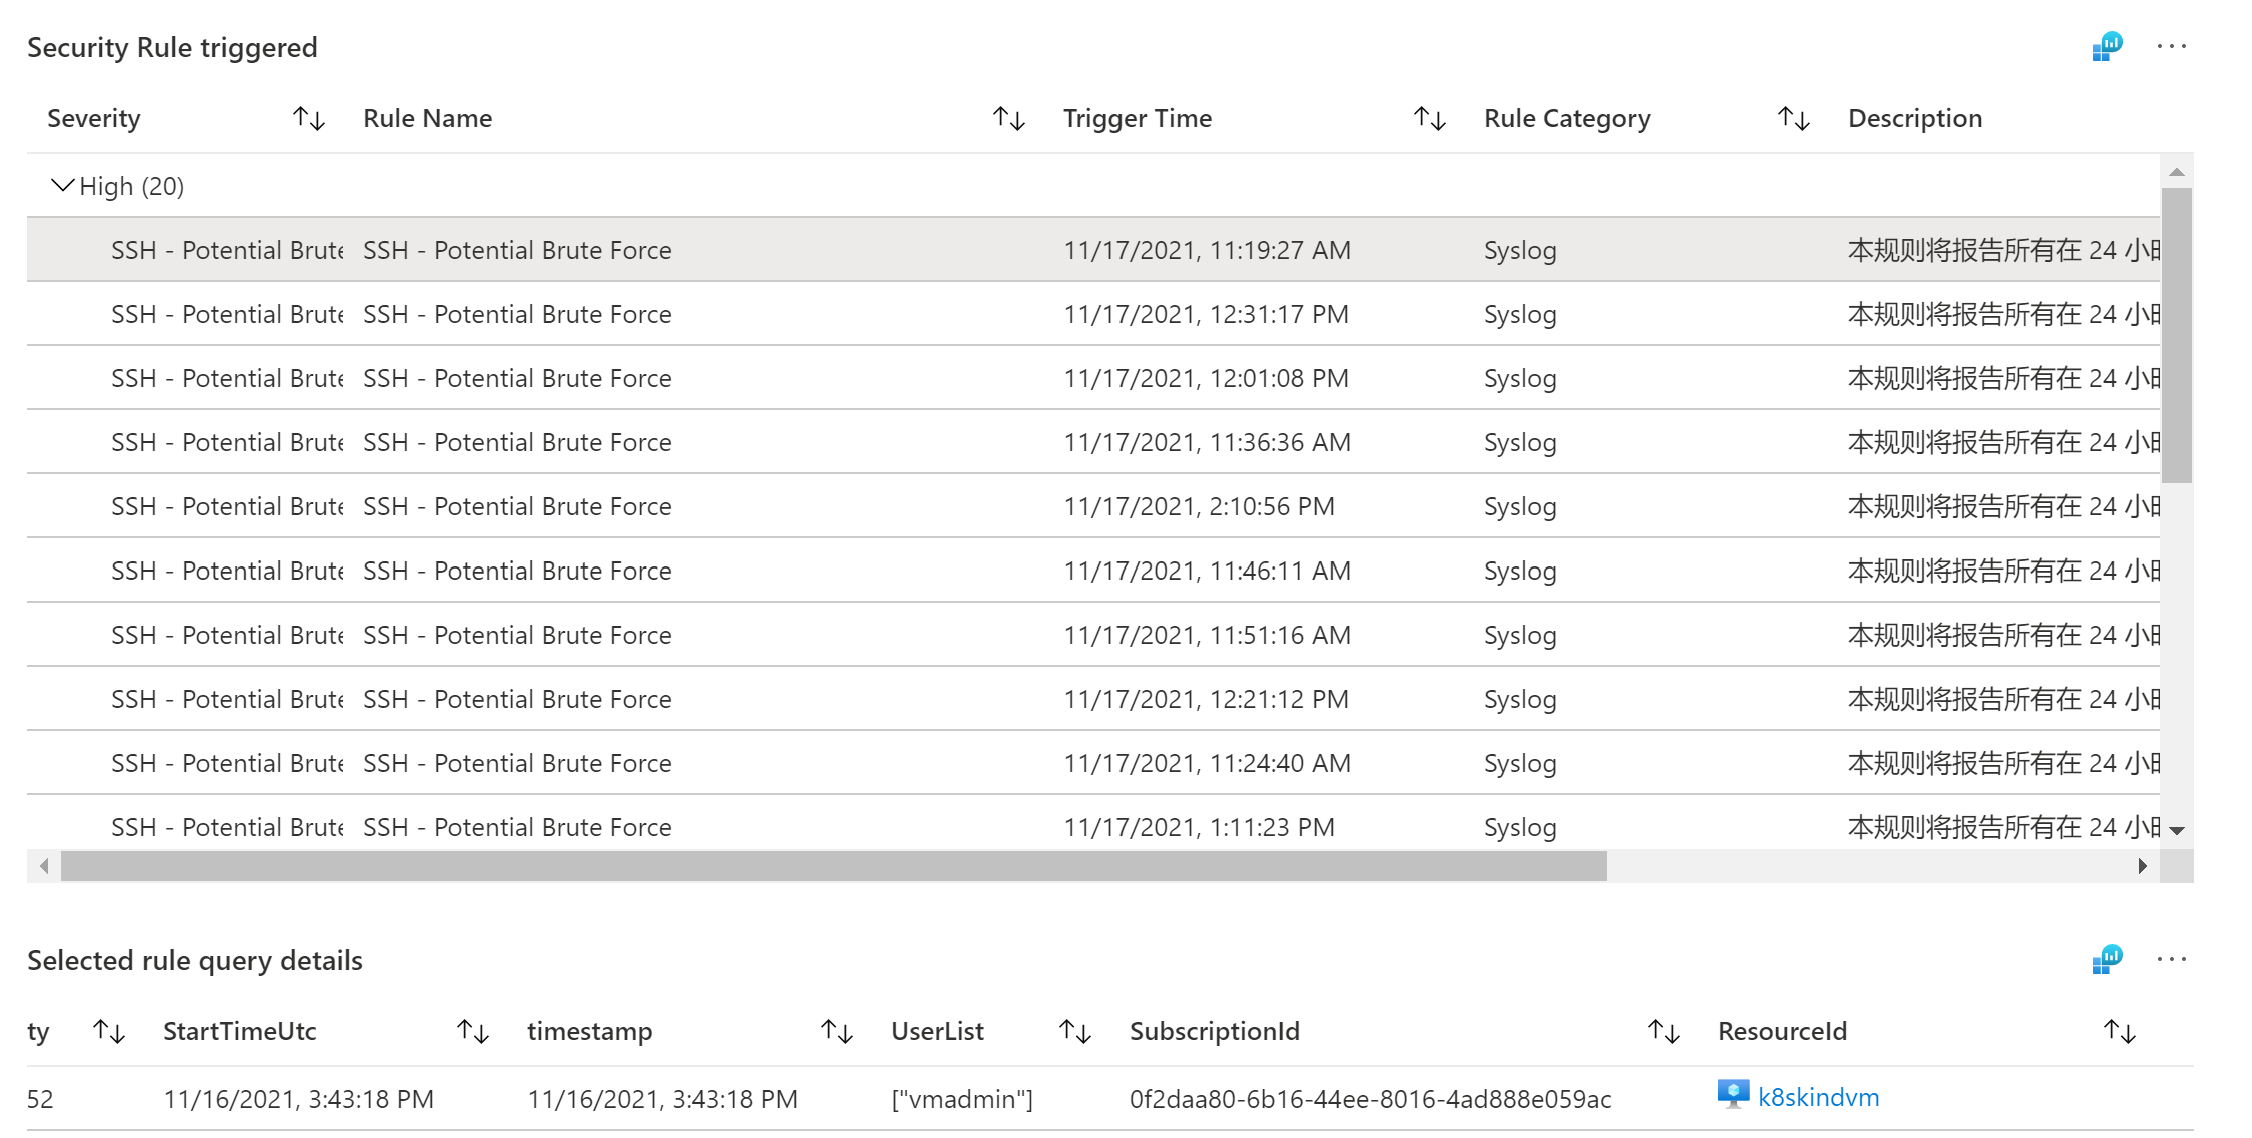 Security Rule triggered
Severity Rule Name Trigger Time Rule Category Description
High (20)
SSH - Potential Brute SSH - Potential Brute Force 11/17/2021, 11:19:27 AM Syslog 本规则将报告所有在 24 小
SSH - Potential Brute SSH - Potential Brute Force 11/17/2021, 12:31:17 PM Syslog 本规则将报告所有在 24 小
SSH - Potential Brute SSH - Potential Brute Force 11/17/2021, 12:01:08 PM Syslog 本规则将报告所有在 24 小
SSH - Potential Brute SSH - Potential Brute Force 11/17/2021, 11:36:36 AM Syslog 本规则将报告所有在 24 小
SSH - Potential Brute SSH - Potential Brute Force 11/17/2021, 2:10:56 PM Syslog 本规则将报告所有在 24 小
SSH - Potential Brute SSH - Potential Brute Force 11/17/2021, 11:46:11 AM Syslog 本规则将报告所有在 24 小
SSH - Potential Brute SSH - Potential Brute Force 11/17/2021, 11:51:16 AM Syslog 本规则将报告所有在 24 小
SSH - Potential Brute SSH - Potential Brute Force 11/17/2021, 12:21:12 PM Syslog 本规则将报告所有在 24 小
SSH - Potential Brute SSH - Potential Brute Force 11/17/2021, 11:24:40 AM Syslog 本规则将报告所有在 24 小
SSH - Potential Brute SSH - Potential Brute Force 11/17/2021, 1:11:23 PM Syslog 本规则将报告所有在 24 小
Selected rule query details
ty StartTimeUtc timestamp UserList SubscriptionId ResourceId
52 11/16/2021, 3:43:18 PM 11/16/2021, 3:43:18 PM ["vmadmin"] 0f2daa80-6b16-44ee-8016-4ad888e059ac k8skindvm